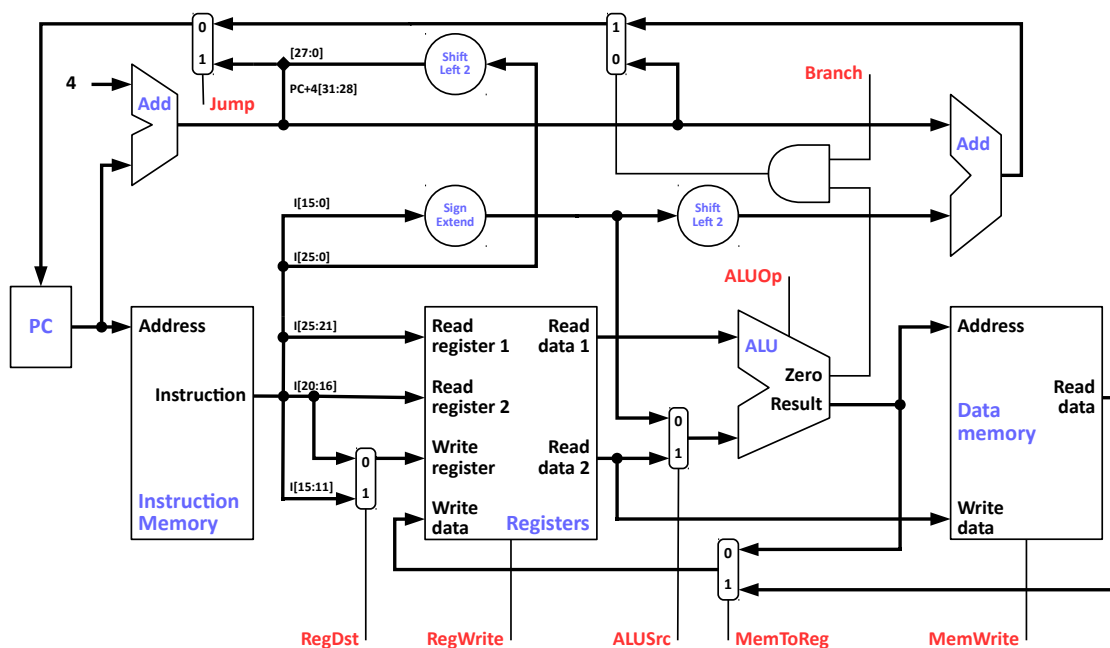 0
1
Jump
[27:0]
PC+4[31:28]
Shift
Left 2
1
0
Branch
4
Add
Add
I[15:0]
Sign
Extend
Shift
Left 2
I[25:0]
ALUOp
PC
Address
Instruction
Instruction
Memory
I[25:21]
I[20:16]
I[15:11]
0
1
Read
register 1
Read
data 1
Read
register 2
Write
register
Read
data 2
Write
data
Registers
0
1
ALU
Zero
Result
Address
Read
data
Data
memory
Write
data
0
1
RegDst
RegWrite
ALUSrc
MemToReg
MemWrite